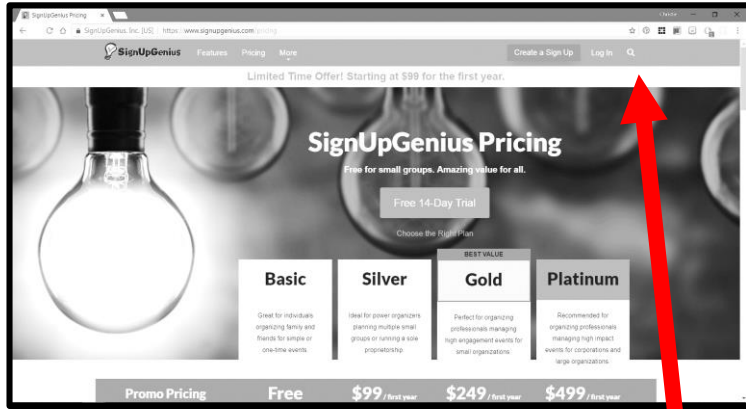 SignUpGenius Pricing
SignUpGenius, Inc. [US] | https://www.signupgenius.com/pricing
SignUpGenius Features Pricing More Create a Sign Up Log In
Limited Time Offer! Starting at $99 for the first year.
SignUpGenius Pricing
Free for small groups. Amazing value for all.
Free 14-Day Trial
Choose the Right Plan
BEST VALUE
Basic Silver Gold Platinum
Great for individuals
organizing family and
friends for simple or
one-time events
Ideal for power organizers
planning multiple small
groups or running a sole
proprietorship
Perfect for organizing
professionals managing
high engagement events for
small organizations
Recommended for
organizing professionals
managing high impact
events for corporations and
large organizations
Promo Pricing Free $99 / first year $249 / first year $499 / first year